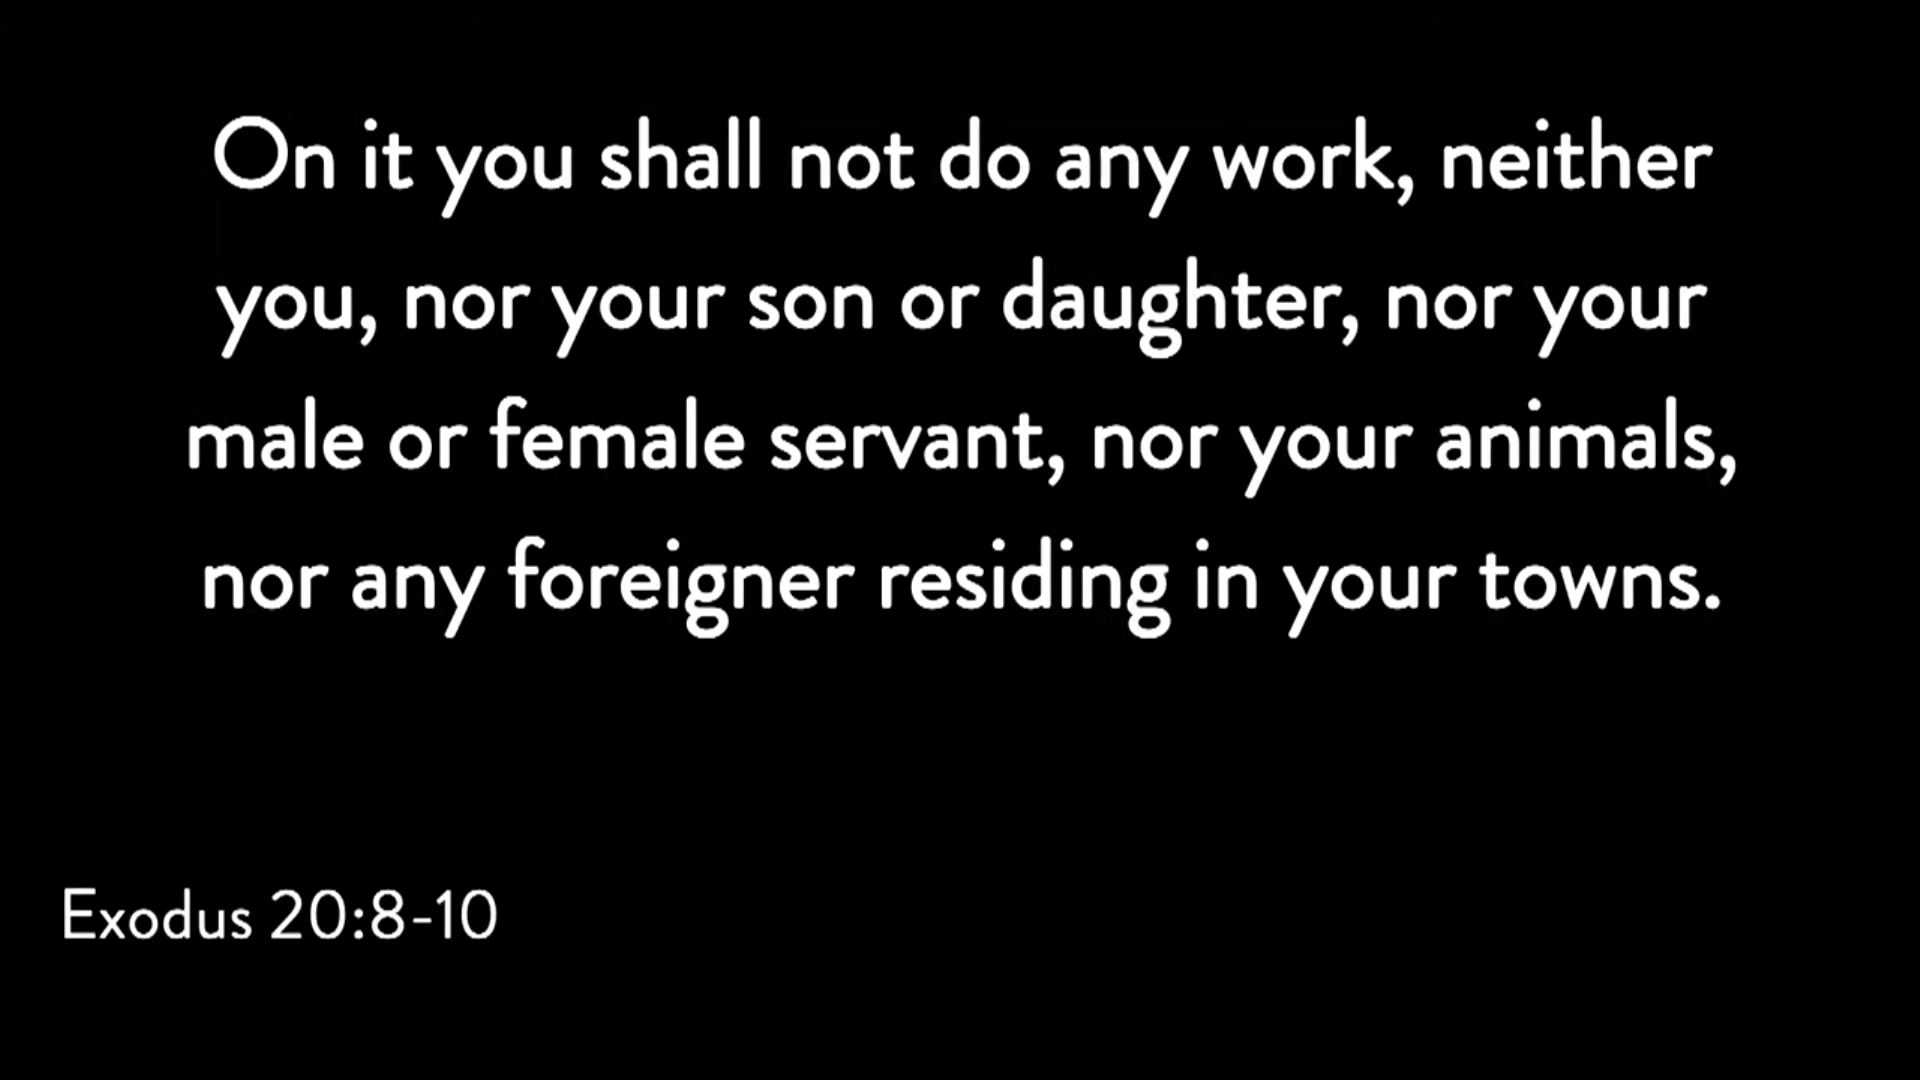 On it you shall not do any work, neither
you, nor your son or daughter, nor your
male or female servant, nor your animals,
nor any foreigner residing in your towns.
Exodus 20:8-10